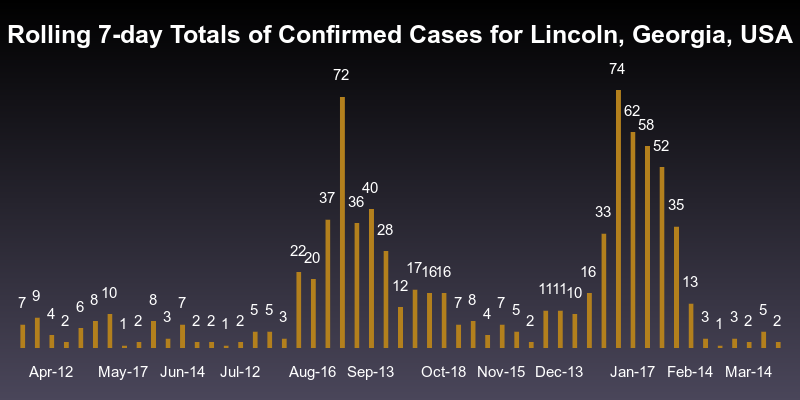 Rolling 7-day Totals of Confirmed Cases for Lincoln, Georgia, USA
7 9 4 2 6 8 10 1 2 8 3 7 2 2 1 2 5 5 3 22 20 37 72 36 40 28 12 17 16 16 7 8 4 7 5 2 11 11 10 16 33 74 62 58 52 35 13 3 1 3 2 5 2
Apr-12 May-17 Jun-14 Jul-12 Aug-16 Sep-13 Oct-18 Nov-15 Dec-13 Jan-17 Feb-14 Mar-14